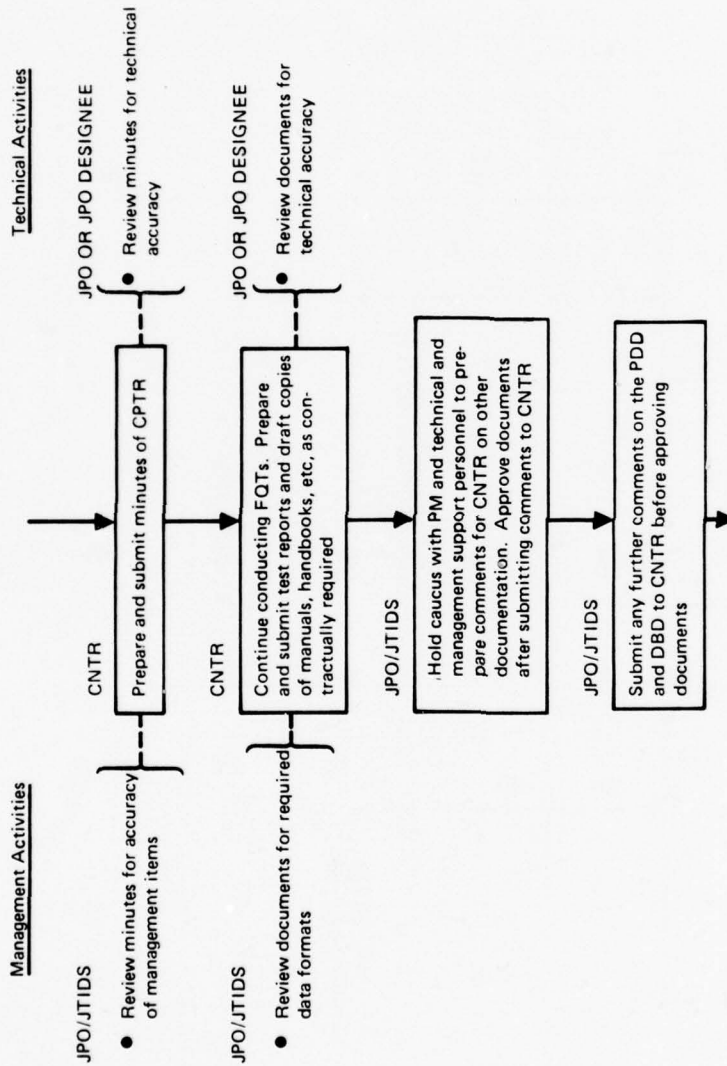 Management Activities
Technical Activities
JPO/JTIDS
● Review minutes for accuracy
of management items
CNTR
Prepare and submit minutes of CPTR
JPO OR JPO DESIGNEE
● Review minutes for technical
accuracy
JPO/JTIDS
● Review documents for required
data formats
CNTR
Continue conducting FQTs. Prepare
and submit test reports and draft copies
of manuals, handbooks, etc, as con-
tractually required
JPO OR JPO DESIGNEE
● Review documents for
technical accuracy
JPO/JTIDS
Hold caucus with PM and technical and
management support personnel to pre-
pare comments for CNTR on other
documentation. Approve documents
after submitting comments to CNTR
JPO/JTIDS
Submit any further comments on the PDD
and DBD to CNTR before approving
documents